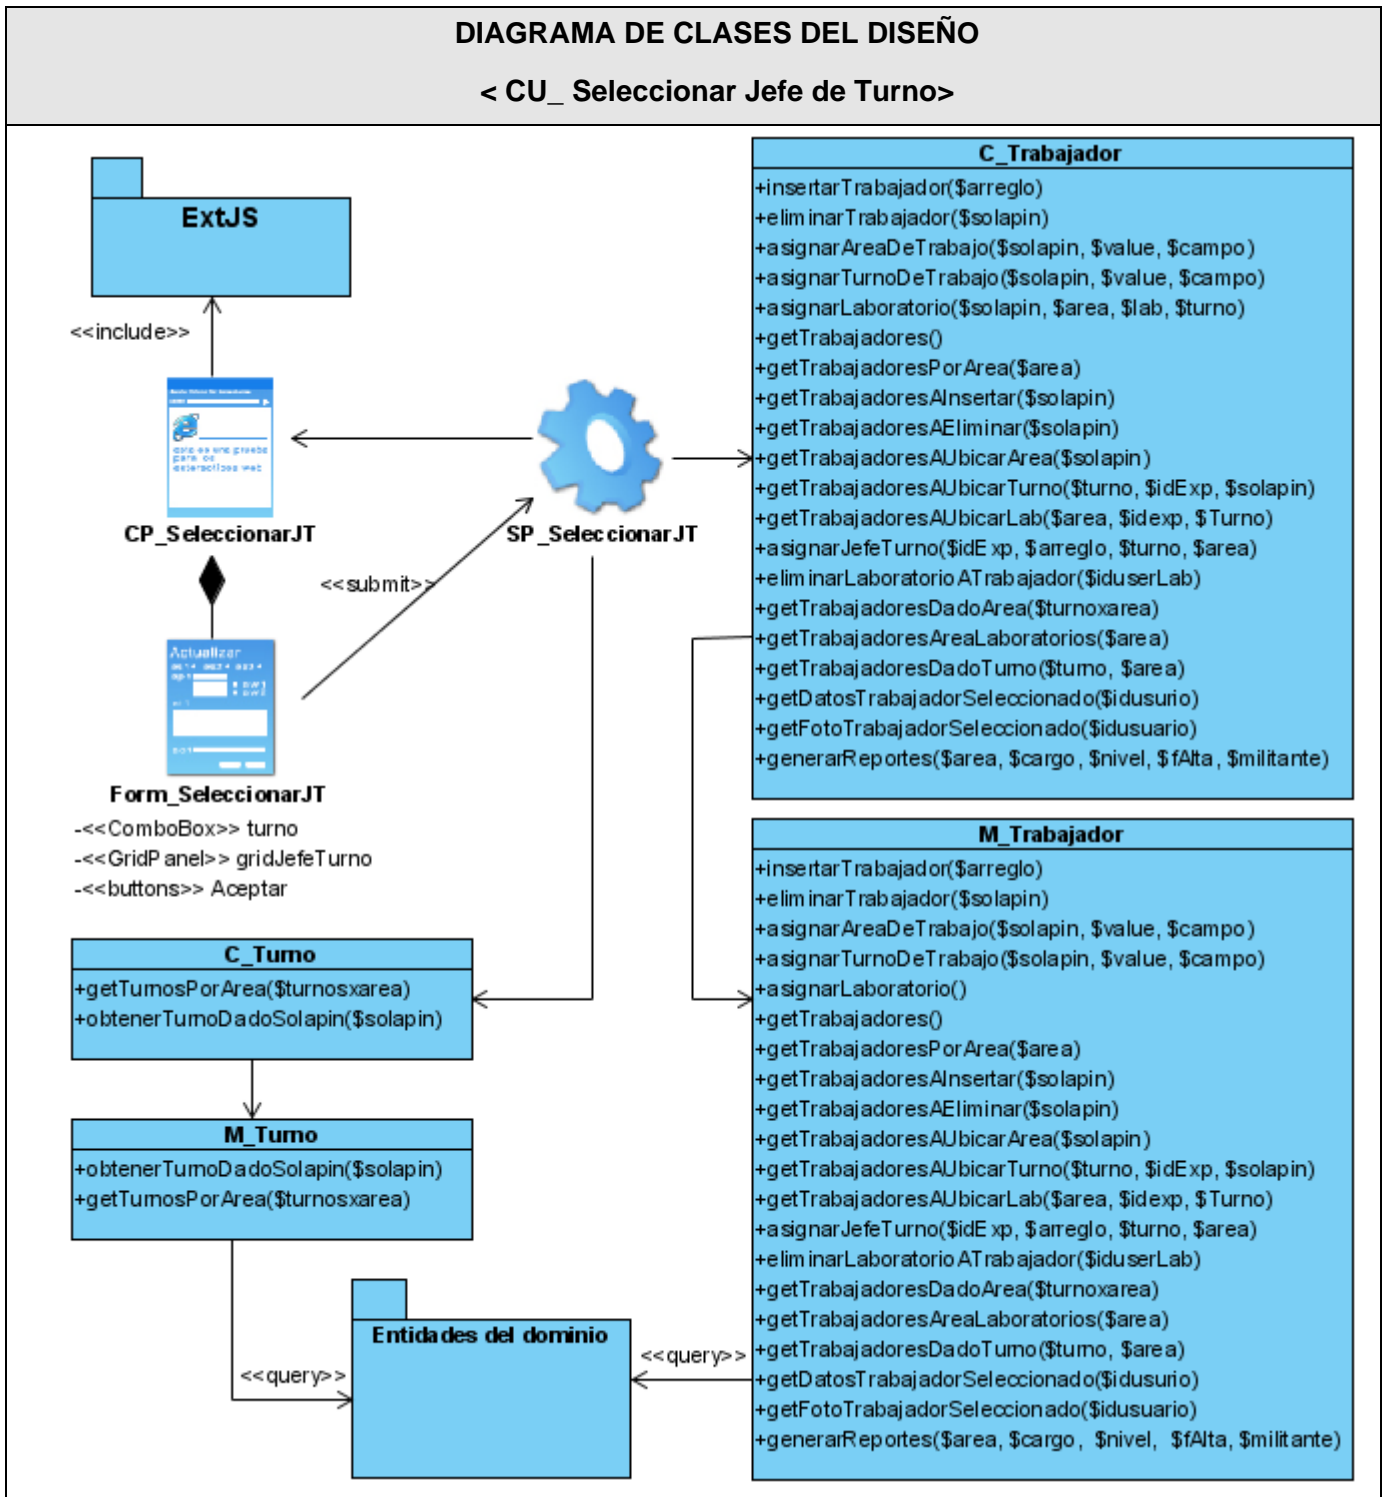 DIAGRAMA DE CLASES DEL DISEÑO
< CU_ Seleccionar Jefe de Turno>
ExtJS
<<include>>
CP_SeleccionarJT
SP_SeleccionarJT
<<submit>>
Actualizar
Form_SeleccionarJT
-<<ComboBox>> turno
-<<GridPanel>> gridJefeTurno
-<<buttons>> Aceptar
C_Turno
+getTurnosPorArea($turnosxarea)
+obtenerTurnoDadoSolapin($solapin)
M_Turno
+obtenerTurnoDadoSolapin($solapin)
+getTurnosPorArea($turnosxarea)
<<query>>
Entidades del dominio
<<query>>
C_Trabajador
+insertarTrabajador($arreglo)
+eliminarTrabajador($solapin)
+asignarAreaDeTrabajo($solapin, $value, $campo)
+asignarTurnoDeTrabajo($solapin, $value, $campo)
+asignarLaboratorio($solapin, $area, $lab, $turno)
+getTrabajadores()
+getTrabajadoresPorArea($area)
+getTrabajadoresAInsertar($solapin)
+getTrabajadoresAEliminar($solapin)
+getTrabajadoresAUbicarArea($solapin)
+getTrabajadoresAUbicarTurno($turno, $idExp, $solapin)
+getTrabajadoresAUbicarLab($area, $idexp, $Turno)
+asignarJefeTurno($idExp, $arreglo, $turno, $area)
+eliminarLaboratorioATrabajador($iduserLab)
+getTrabajadoresDadoArea($turnoxarea)
+getTrabajadoresAreaLaboratorios($area)
+getTrabajadoresDadoTurno($turno, $area)
+getDatosTrabajadorSeleccionado($idusurio)
+getFotoTrabajadorSeleccionado($idusuario)
+generarReportes($area, $cargo, $nivel, $fAlta, $militante)
M_Trabajador
+insertarTrabajador($arreglo)
+eliminarTrabajador($solapin)
+asignarAreaDeTrabajo($solapin, $value, $campo)
+asignarTurnoDeTrabajo($solapin, $value, $campo)
+asignarLaboratorio()
+getTrabajadores()
+getTrabajadoresPorArea($area)
+getTrabajadoresAInsertar($solapin)
+getTrabajadoresAEliminar($solapin)
+getTrabajadoresAUbicarArea($solapin)
+getTrabajadoresAUbicarTurno($turno, $idExp, $solapin)
+getTrabajadoresAUbicarLab($area, $idexp, $Turno)
+asignarJefeTurno($idExp, $arreglo, $turno, $area)
+eliminarLaboratorioATrabajador($iduserLab)
+getTrabajadoresDadoArea($turnoxarea)
+getTrabajadoresAreaLaboratorios($area)
+getTrabajadoresDadoTurno($turno, $area)
+getDatosTrabajadorSeleccionado($idusurio)
+getFotoTrabajadorSeleccionado($idusuario)
+generarReportes($area, $cargo, $nivel, $fAlta, $militante)